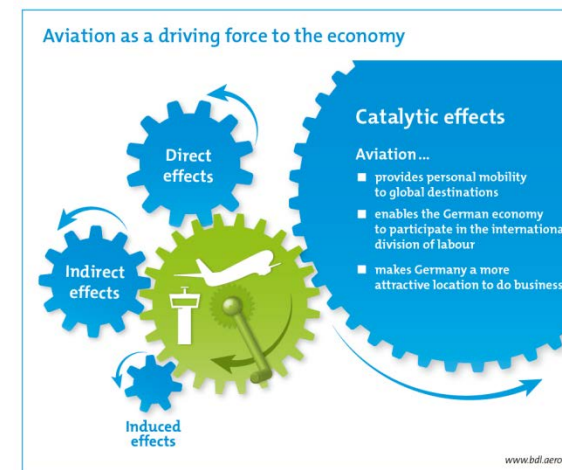 Aviation as a driving force to the economy
Direct
effects
Indirect
effects
Induced
effects
Catalytic effects
Aviation...
■ provides personal mobility
to global destinations
■ enables the German economy
to participate in the internationa
division of labour
■ makes Germany a more
attractive location to do business
www.bdl.aero